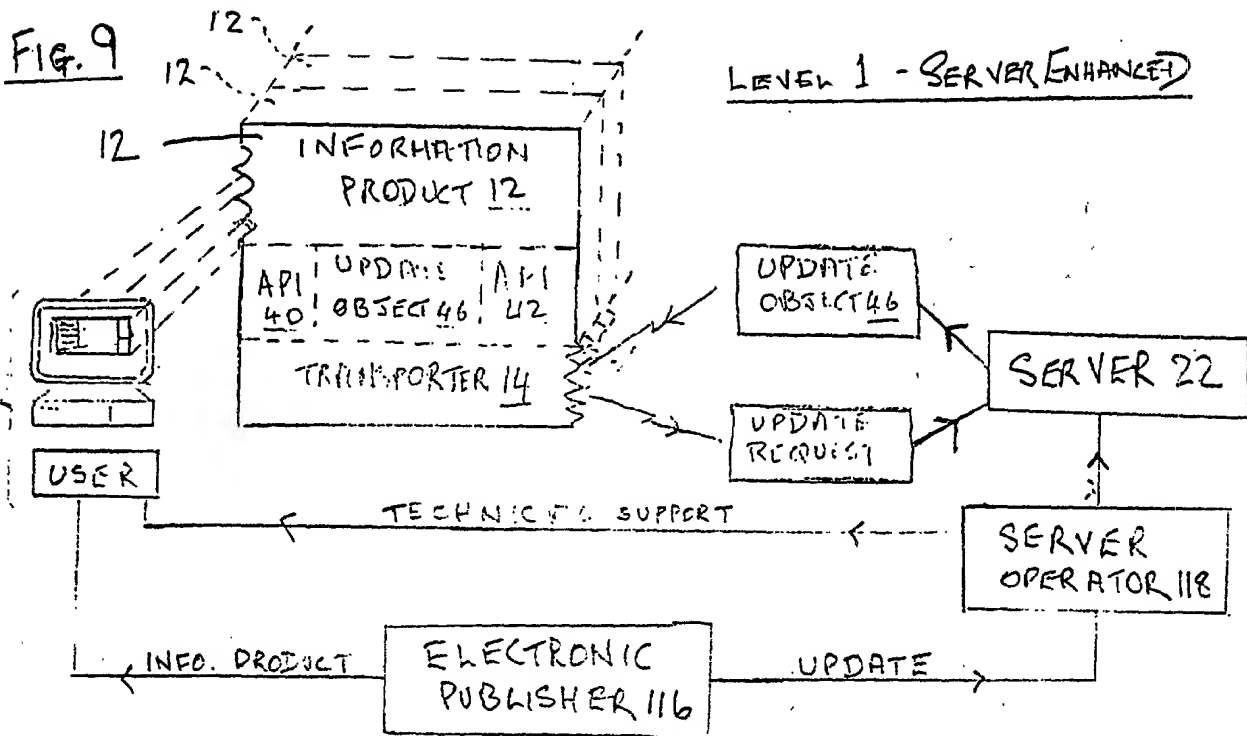 FIG. 9
12
12
12
LEVEL 1 - SERVER ENHANCED
INFORMATION
PRODUCT 12
API
40
UPDATE
OBJECT 46
API
42
TRANSPORTER 14
UPDATE
OBJECT 46
UPDATE
REQUEST
SERVER 22
USER
TECHNICAL SUPPORT
SERVER
OPERATOR 118
INFO. PRODUCT
ELECTRONIC
PUBLISHER 116
UPDATE